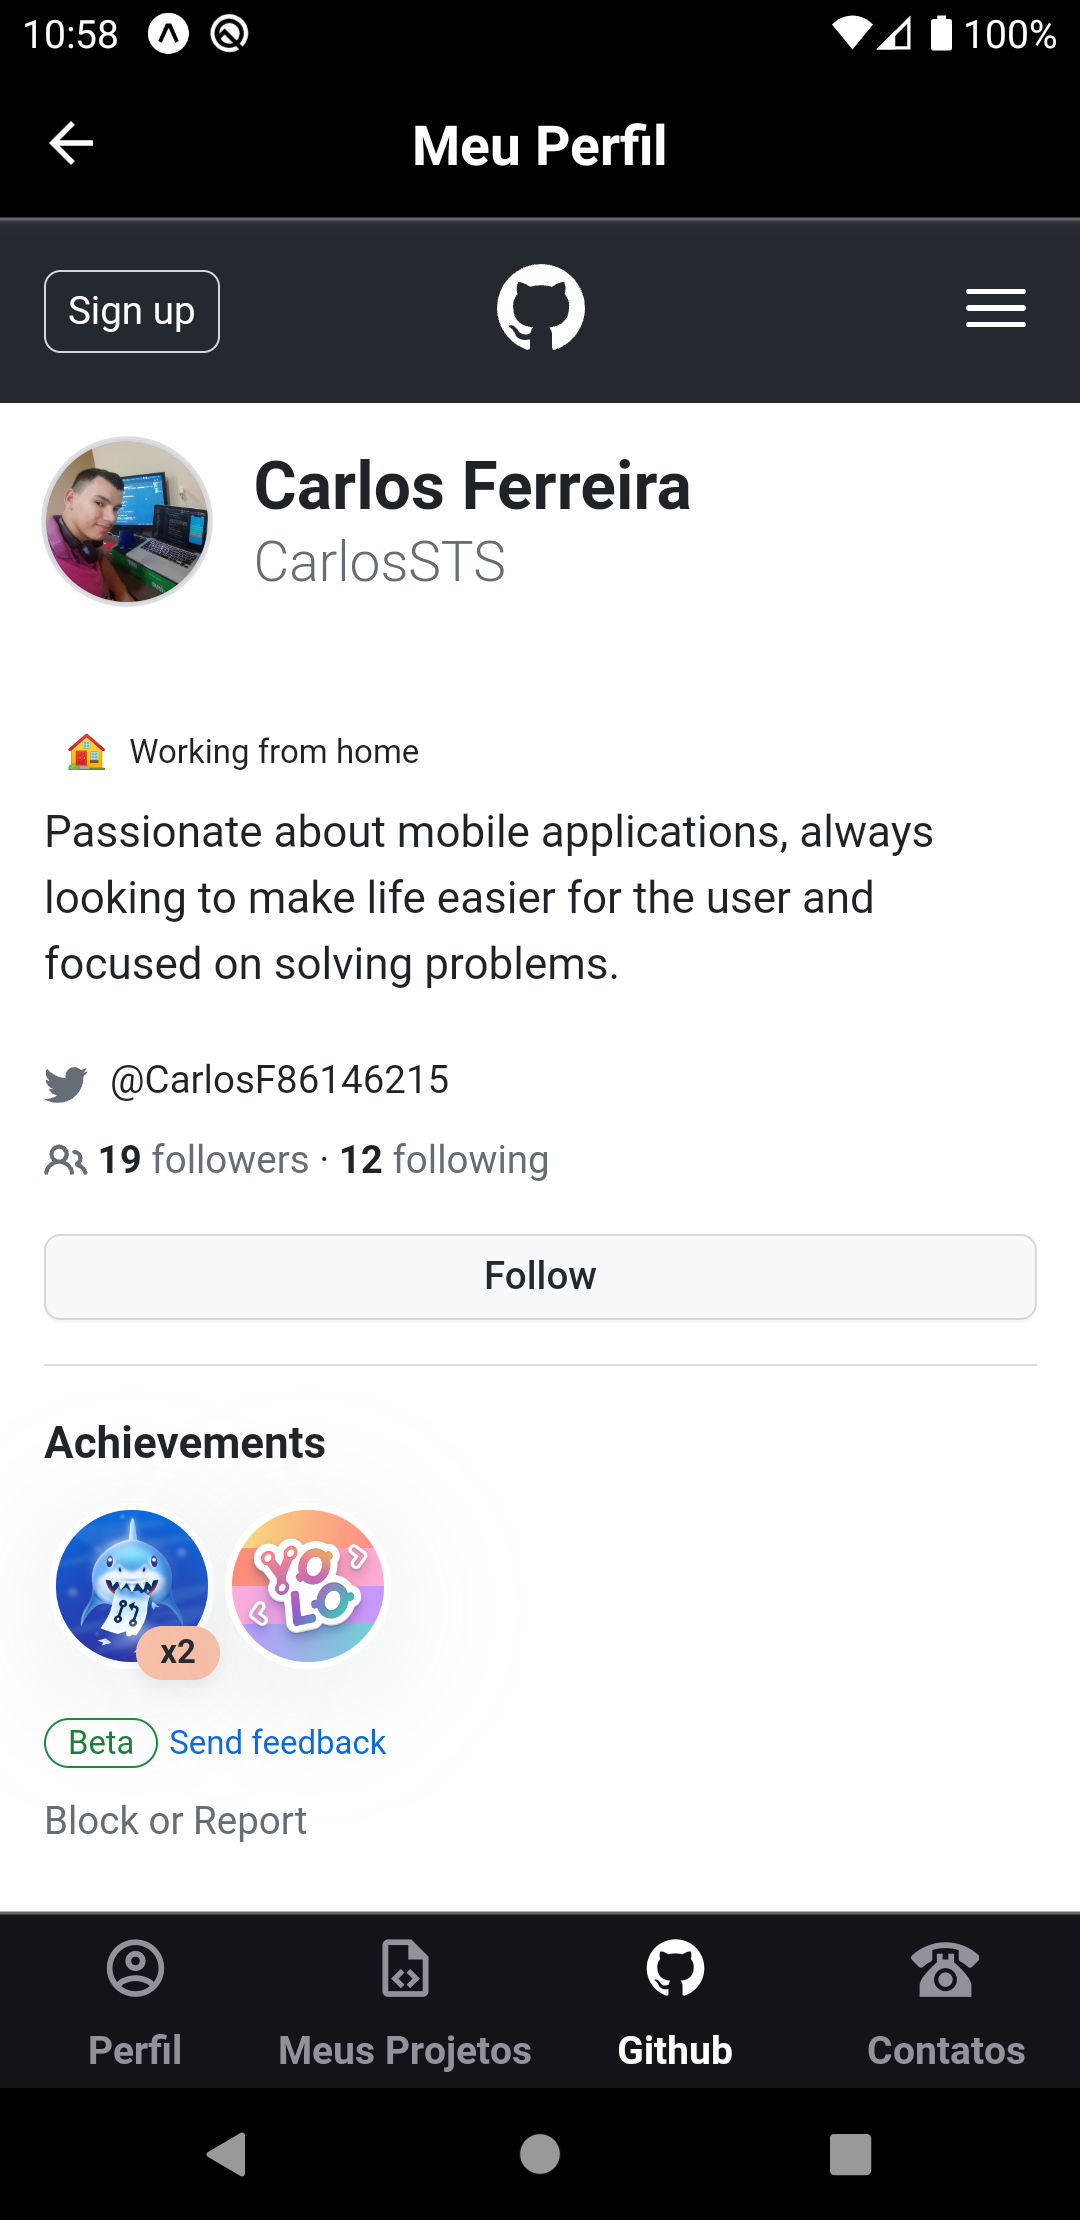 10:58
100%
Meu Perfil
Sign up
Carlos Ferreira
CarlosSTS
Working from home
Passionate about mobile applications, always
looking to make life easier for the user and
focused on solving problems.
@CarlosF86146215
19 followers · 12 following
Follow
Achievements
x2
YO
LO
Beta Send feedback
Block or Report
Perfil
Meus Projetos
Github
Contatos